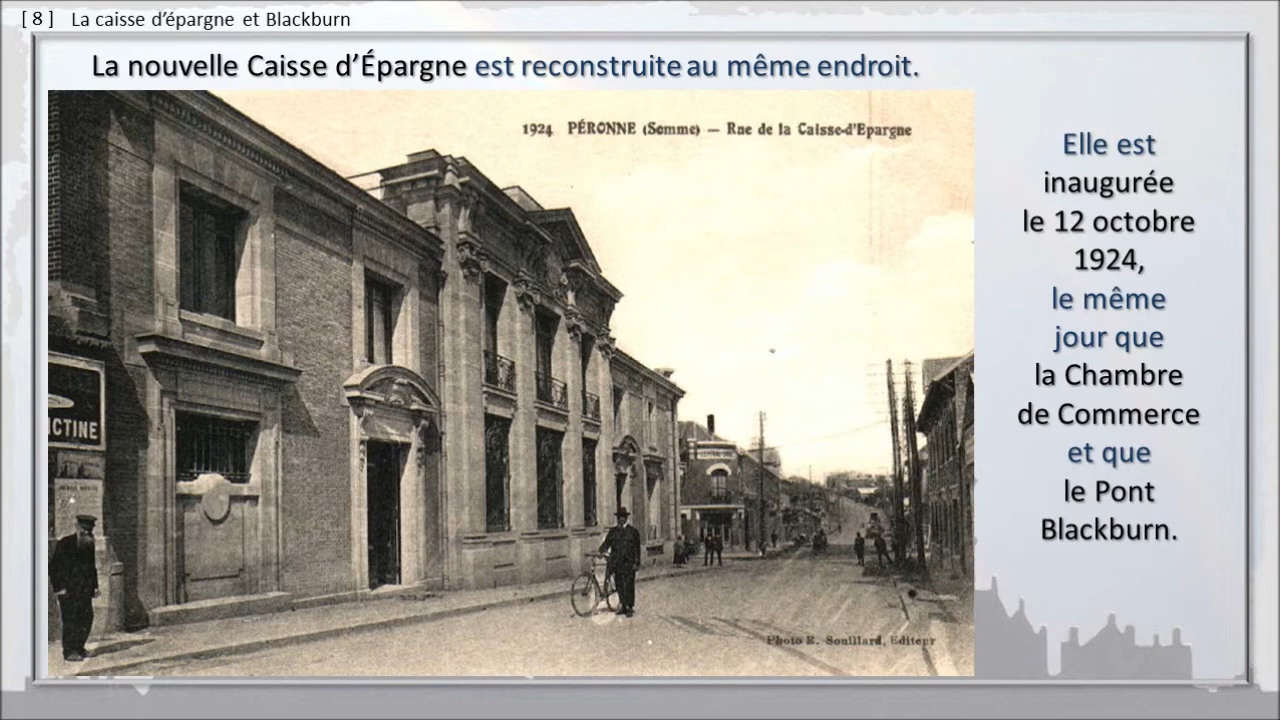 [ 8 ] La caisse d’épargne et Blackburn
La nouvelle Caisse d’Épargne est reconstruite au même endroit.
1924 PÉRONNE (Somme) — Rue de la Caisse-d'Epargne
Elle est
inaugurée
le 12 octobre
1924,
le même
jour que
la Chambre
de Commerce
et que
le Pont
Blackburn.
CTINE
Photo E. Souillard, Editeur